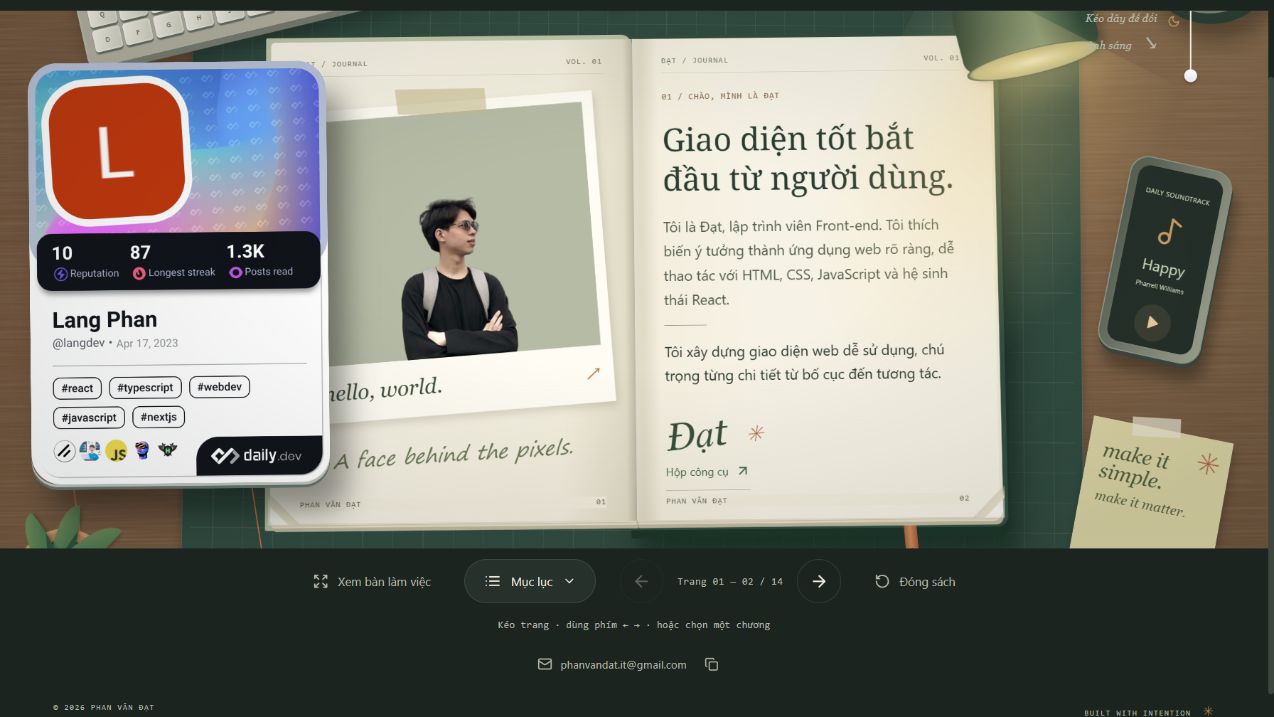 Q
D
F
G
H
J
Kéo dây để đổi
ánh sáng
L
10
87
1.3K
Reputation
Longest streak
Posts read
Lang Phan
@langdev • Apr 17, 2023
#react
#typescript
#webdev
#javascript
#nextjs
JS
daily.dev
/ JOURNAL
VOL. 01
hello, world.
A face behind the pixels.
PHAN VĂN ĐẠT
01
ĐẠT / JOURNAL
VOL. 01
01 / CHÀO, MÌNH LÀ ĐẠT
Giao diện tốt bắt
đầu từ người dùng.
Tôi là Đạt, lập trình viên Front-end. Tôi thích
biến ý tưởng thành ứng dụng web rõ ràng, dễ
thao tác với HTML, CSS, JavaScript và hệ sinh
thái React.
Tôi xây dựng giao diện web dễ sử dụng, chú
trọng từng chi tiết từ bố cục đến tương tác.
Đạt
Hộp công cụ
PHAN VĂN ĐẠT
02
DAILY SOUNDTRACK
Happy
Pharrell Williams
make it
simple.
make it matter.
Xem bàn làm việc
Mục lục
Trang 01 — 02 / 14
Đóng sách
Kéo trang · dùng phím ← → · hoặc chọn một chương
phanvandat.it@gmail.com
© 2026 PHAN VĂN ĐẠT
BUILT WITH INTENTION